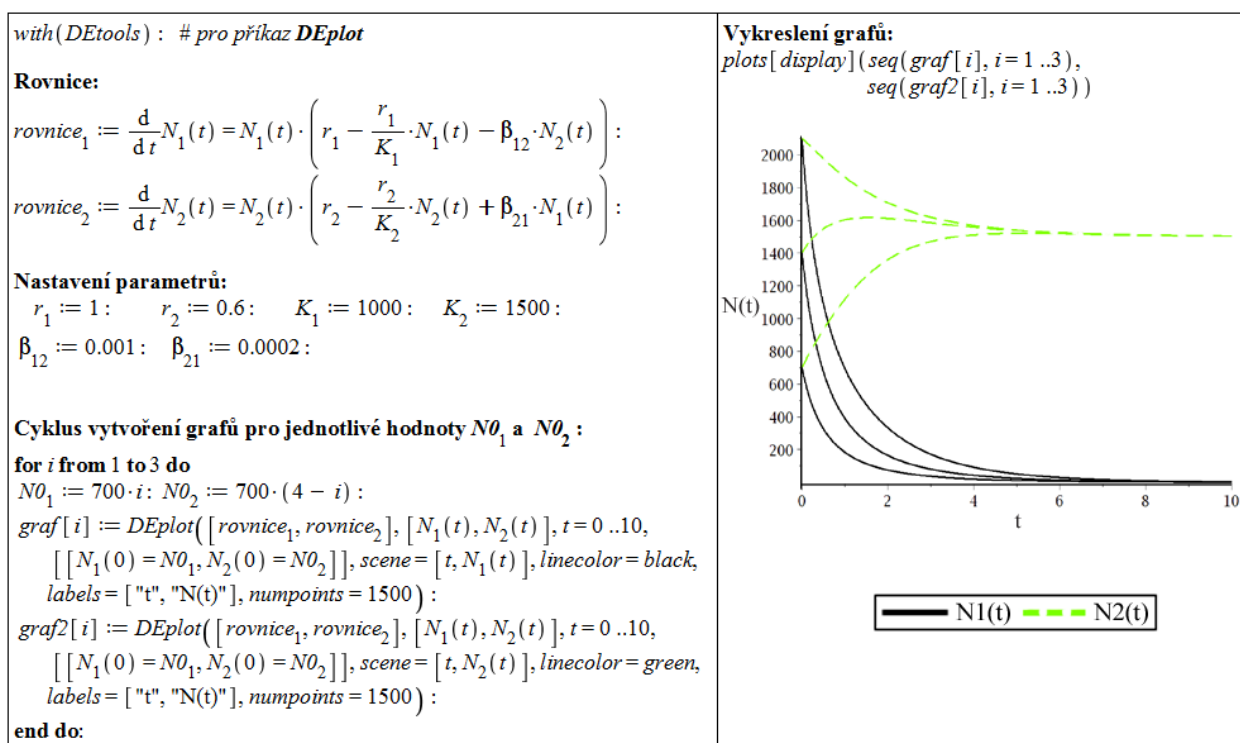 with(DEtools) : # pro příkaz DEplot
Rovnice:
rovnice₁ := d/dt N₁(t) = N₁(t)·(r₁ − r₁/K₁·N₁(t) − β₁₂·N₂(t)) :
rovnice₂ := d/dt N₂(t) = N₂(t)·(r₂ − r₂/K₂·N₂(t) + β₂₁·N₁(t)) :
Nastavení parametrů:
r₁ := 1 : r₂ := 0.6 : K₁ := 1000 : K₂ := 1500 :
β₁₂ := 0.001 : β₂₁ := 0.0002 :
Cyklus vytvoření grafů pro jednotlivé hodnoty N0₁ a N0₂ :
for i from 1 to 3 do
N0₁ := 700·i : N0₂ := 700·(4 − i) :
graf[i] := DEplot([rovnice₁, rovnice₂], [N₁(t), N₂(t)], t = 0 ..10,
[[N₁(0) = N0₁, N₂(0) = N0₂]], scene = [t, N₁(t)], linecolor = black,
labels = ["t", "N(t)"], numpoints = 1500) :
graf2[i] := DEplot([rovnice₁, rovnice₂], [N₁(t), N₂(t)], t = 0 ..10,
[[N₁(0) = N0₁, N₂(0) = N0₂]], scene = [t, N₂(t)], linecolor = green,
labels = ["t", "N(t)"], numpoints = 1500) :
end do:
Vykreslení grafů:
plots[display](seq(graf[i], i = 1 ..3),
seq(graf2[i], i = 1 ..3))
2000
1800
1600
1400
1200
N(t)
1000
800
600
400
200
0 2 4 6 8 10
t
N1(t) N2(t)